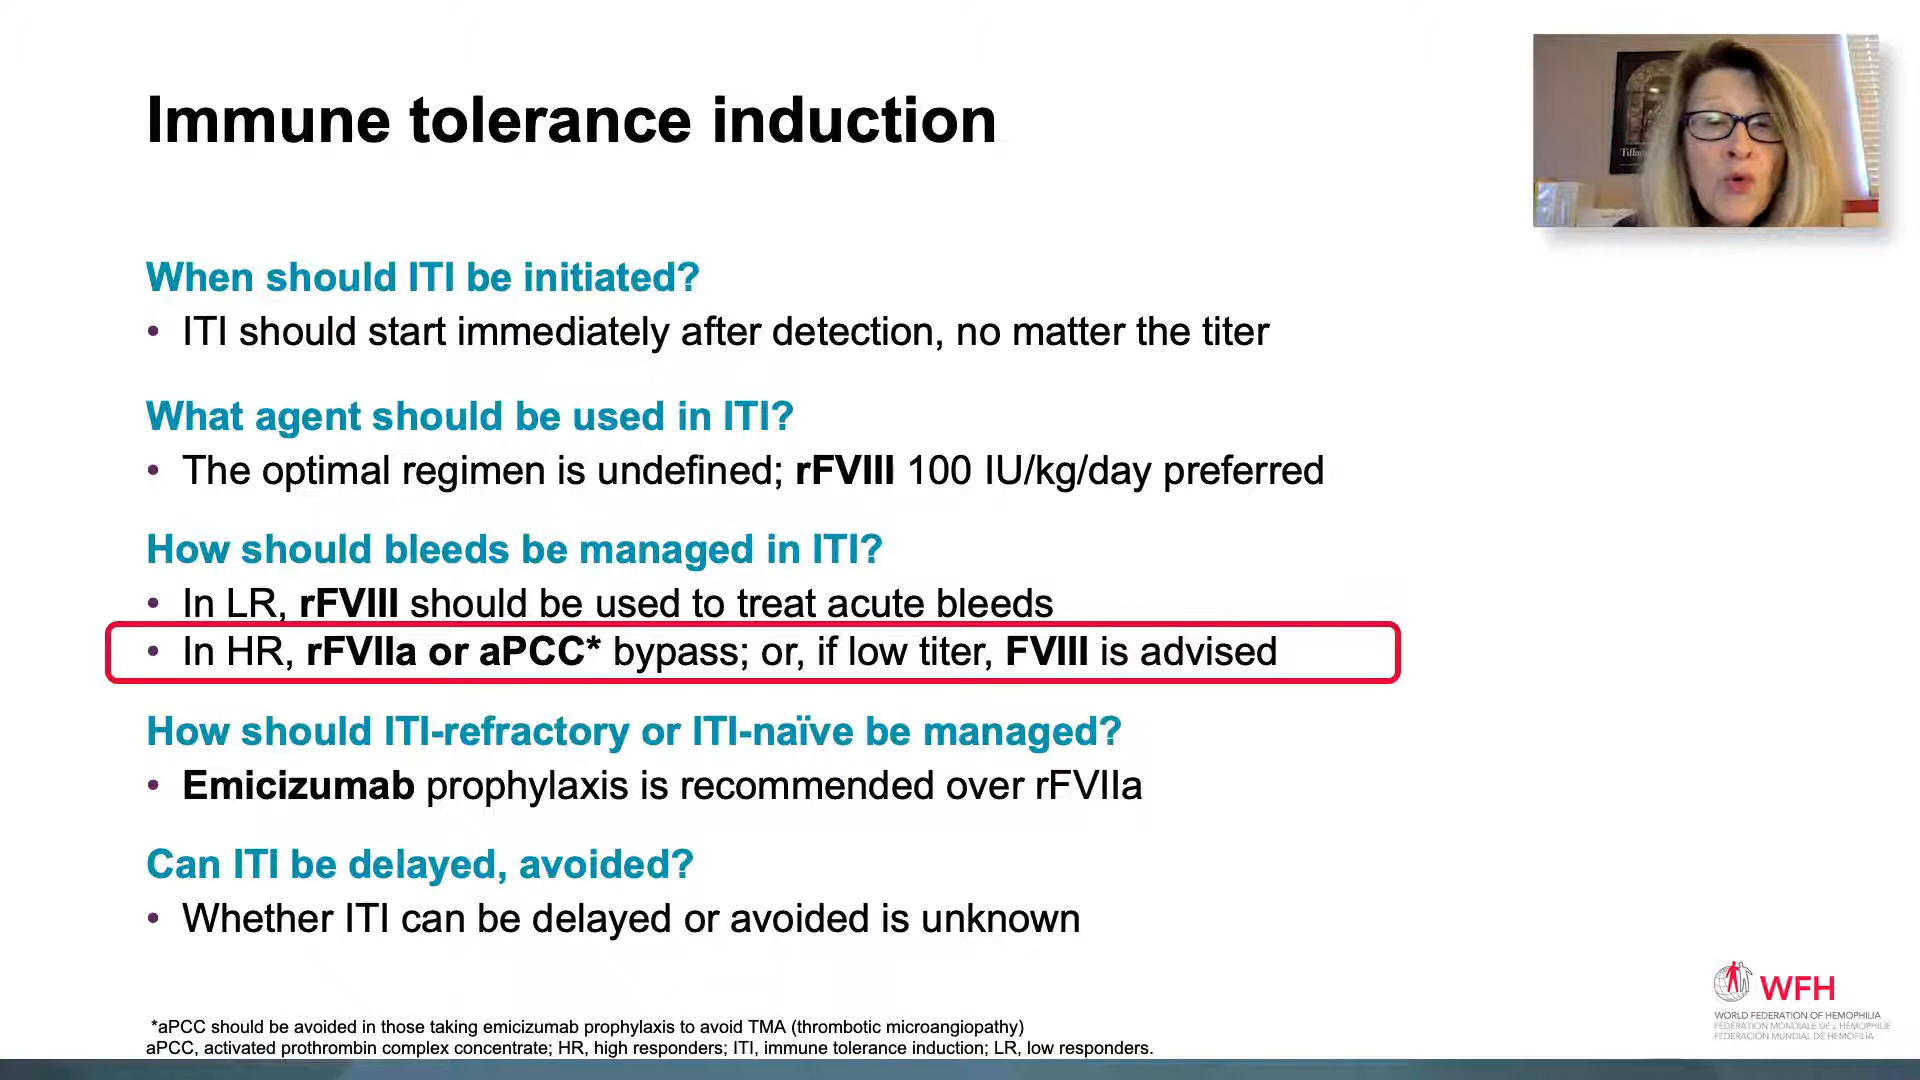 Immune tolerance induction
Tiffa
When should ITI be initiated?
• ITI should start immediately after detection, no matter the titer
What agent should be used in ITI?
• The optimal regimen is undefined; rFVIII 100 IU/kg/day preferred
How should bleeds be managed in ITI?
• In LR, rFVIII should be used to treat acute bleeds
• In HR, rFVIIa or aPCC* bypass; or, if low titer, FVIII is advised
How should ITI-refractory or ITI-naïve be managed?
• Emicizumab prophylaxis is recommended over rFVIIa
Can ITI be delayed, avoided?
• Whether ITI can be delayed or avoided is unknown
WFH
WORLD FEDERATION OF HEMOPHILIA
FÉDÉRATION MONDIALE DE L'HÉMOPHILIE
FEDERACIÓN MUNDIAL DE HEMOFILIA
*aPCC should be avoided in those taking emicizumab prophylaxis to avoid TMA (thrombotic microangiopathy)
aPCC, activated prothrombin complex concentrate; HR, high responders; ITI, immune tolerance induction; LR, low responders.